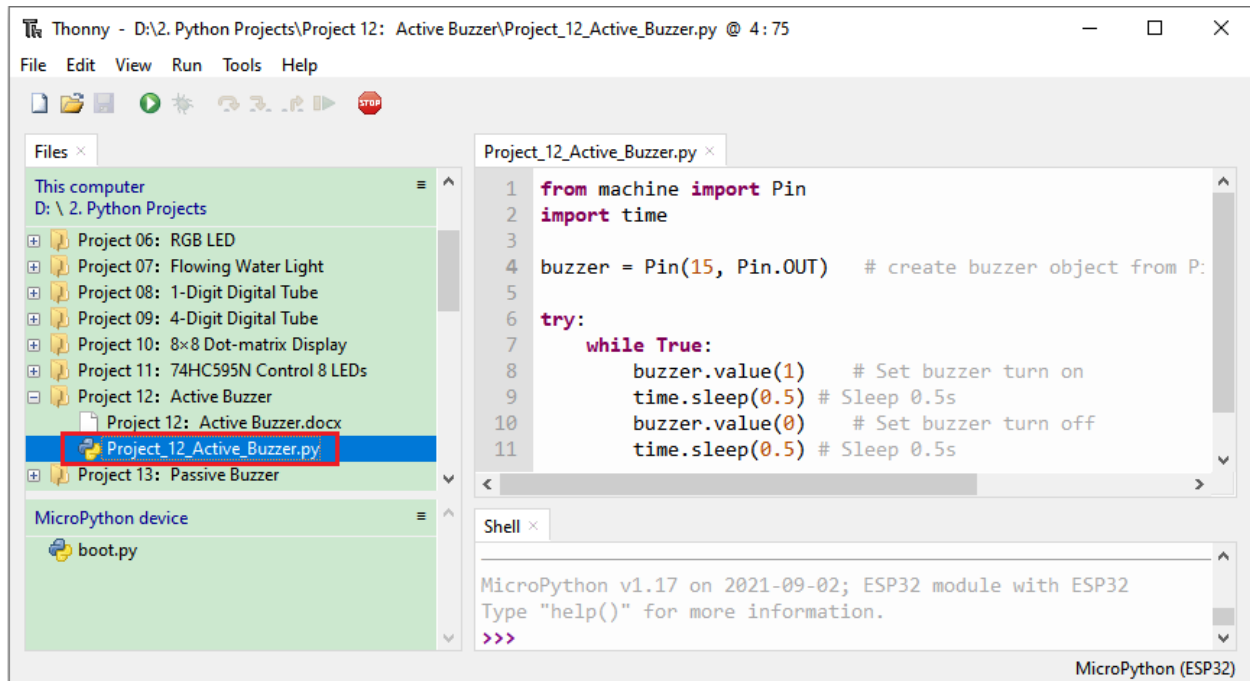 Thonny - D:\2. Python Projects\Project 12: Active Buzzer\Project_12_Active_Buzzer.py @ 4:75
File Edit View Run Tools Help
STOP
Files ×
This computer
D: \ 2. Python Projects
Project 06: RGB LED
Project 07: Flowing Water Light
Project 08: 1-Digit Digital Tube
Project 09: 4-Digit Digital Tube
Project 10: 8×8 Dot-matrix Display
Project 11: 74HC595N Control 8 LEDs
Project 12: Active Buzzer
Project 12: Active Buzzer.docx
Project_12_Active_Buzzer.py
Project 13: Passive Buzzer
MicroPython device
boot.py
Project_12_Active_Buzzer.py ×
1 from machine import Pin
2 import time
3
4 buzzer = Pin(15, Pin.OUT) # create buzzer object from
5
6 try:
7 while True:
8 buzzer.value(1) # Set buzzer turn on
9 time.sleep(0.5) # Sleep 0.5s
10 buzzer.value(0) # Set buzzer turn off
11 time.sleep(0.5) # Sleep 0.5s
Shell ×
MicroPython v1.17 on 2021-09-02; ESP32 module with ESP32
Type "help()" for more information.
>>>
MicroPython (ESP32)